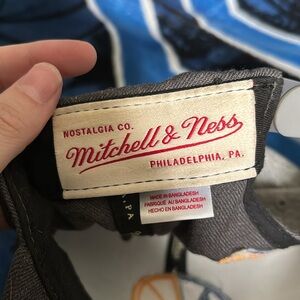 NOSTALGIA CO.
Mitchell & Ness
PHILADELPHIA, PA.
MADE IN BANGLADESH
FABRIQUÉ AU BANGLADESH
HECHO EN BANGLADESH